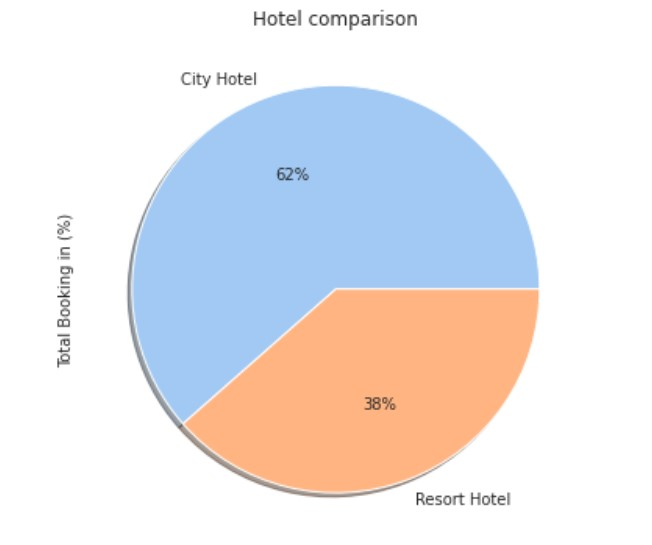 Hotel comparison
City Hotel
62%
Total Booking in (%)
38%
Resort Hotel